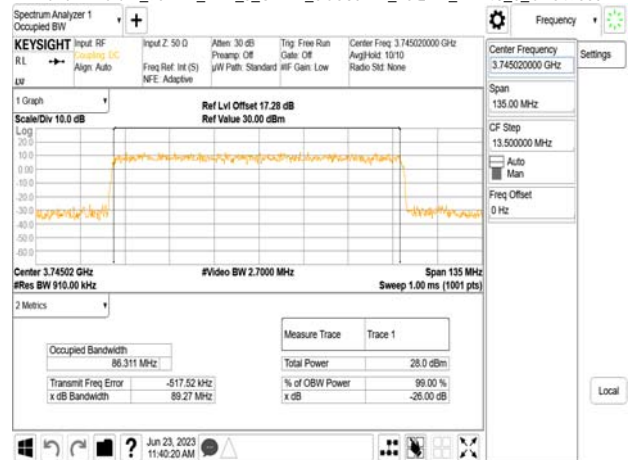 Spectrum Analyzer 1
Occupied BW
Frequency
KEYSIGHT
Input: RF
Coupling: DC
Align: Auto
Input Z: 50 Ω
Freq Ref: Int (S)
NFE: Adaptive
Atten: 30 dB
Preamp: Off
µW Path: Standard
Trig: Free Run
Gate: Off
#IF Gain: Low
Center Freq: 3.745020000 GHz
Avg|Hold: 10/10
Radio Std: None
RL
Center Frequency
3.745020000 GHz
Settings
Span
135.00 MHz
CF Step
13.500000 MHz
Auto
Man
Freq Offset
0 Hz
Local
1 Graph
Scale/Div 10.0 dB
Ref Lvl Offset 17.28 dB
Ref Value 30.00 dBm
Log
20.0
10.0
0.00
-10.0
-20.0
-30.0
-40.0
-50.0
-60.0
Center 3.74502 GHz
#Video BW 2.7000 MHz
Span 135 MHz
#Res BW 910.00 kHz
Sweep 1.00 ms (1001 pts)
2 Metrics
Measure Trace
Trace 1
Occupied Bandwidth
86.311 MHz
Total Power
28.0 dBm
Transmit Freq Error
-517.52 kHz
% of OBW Power
99.00 %
x dB Bandwidth
89.27 MHz
x dB
-26.00 dB
?
Jun 23, 2023
11:40:20 AM